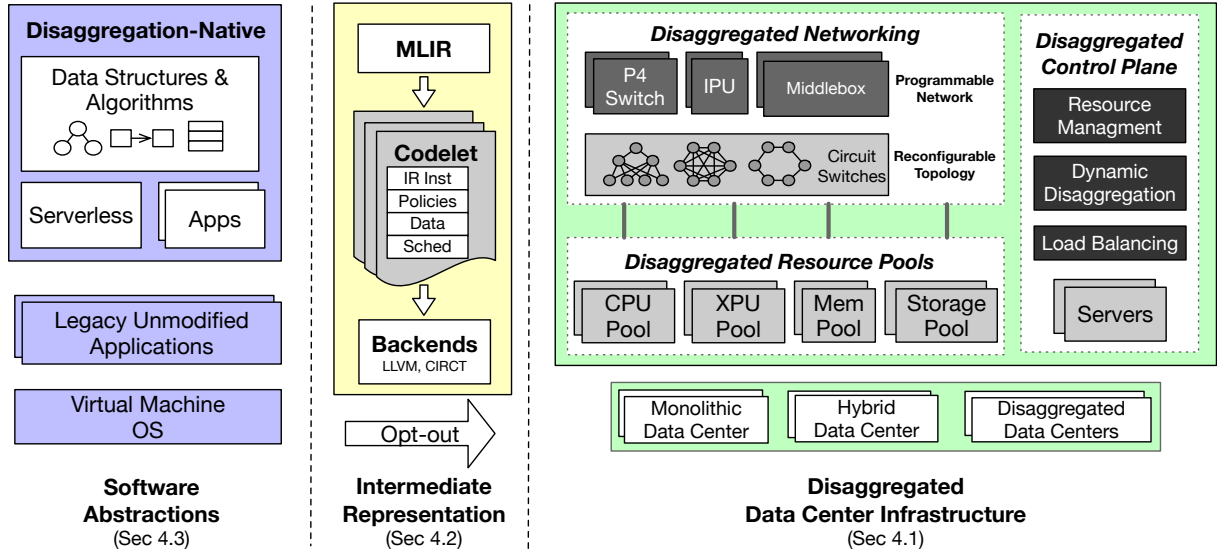 Disaggregation-Native
Data Structures &
Algorithms
Serverless
Apps
Legacy Unmodified
Applications
Virtual Machine
OS
Software
Abstractions
(Sec 4.3)
MLIR
Codelet
IR Inst
Policies
Data
Sched
Backends
LLVM, CIRCT
Opt-out
Intermediate
Representation
(Sec 4.2)
Disaggregated Networking
P4
Switch
IPU
Middlebox
Programmable
Network
Circuit
Switches
Reconfigurable
Topology
Disaggregated Resource Pools
CPU
Pool
XPU
Pool
Mem
Pool
Storage
Pool
Disaggregated
Control Plane
Resource
Managment
Dynamic
Disaggregation
Load Balancing
Servers
Monolithic
Data Center
Hybrid
Data Center
Disaggregated
Data Centers
Disaggregated
Data Center Infrastructure
(Sec 4.1)